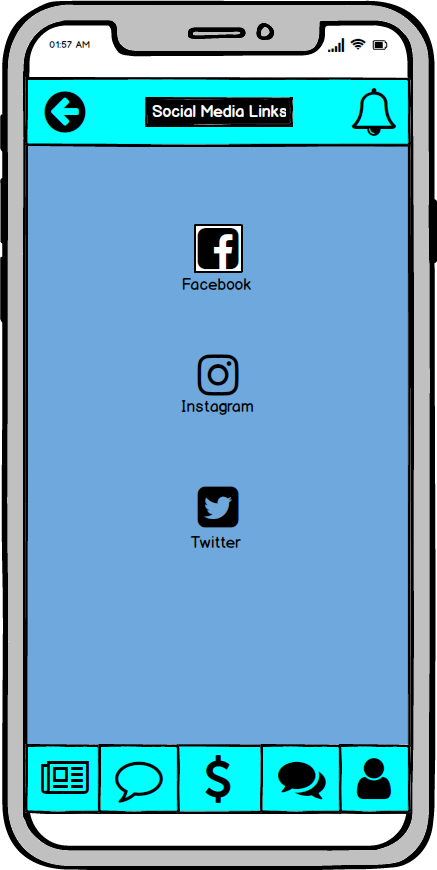 01:57 AM
Social Media Links
Facebook
Instagram
Twitter
$